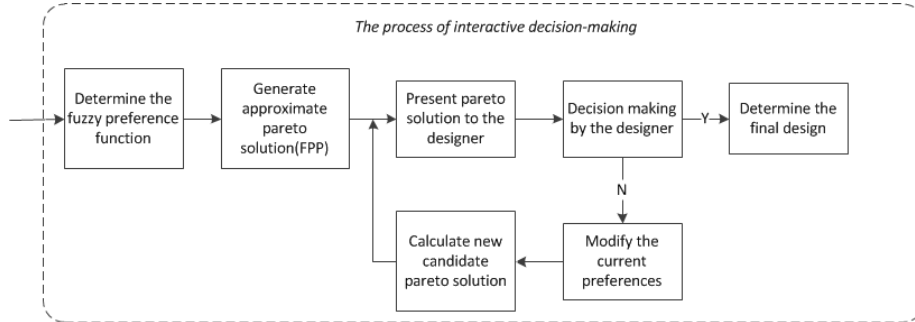 The process of interactive decision-making
Determine the
fuzzy preference
function
Generate
approximate
pareto
solution(FPP)
Present pareto
solution to the
designer
Decision making
by the designer
Y
Determine the
final design
N
Modify the
current
preferences
Calculate new
candidate
pareto solution